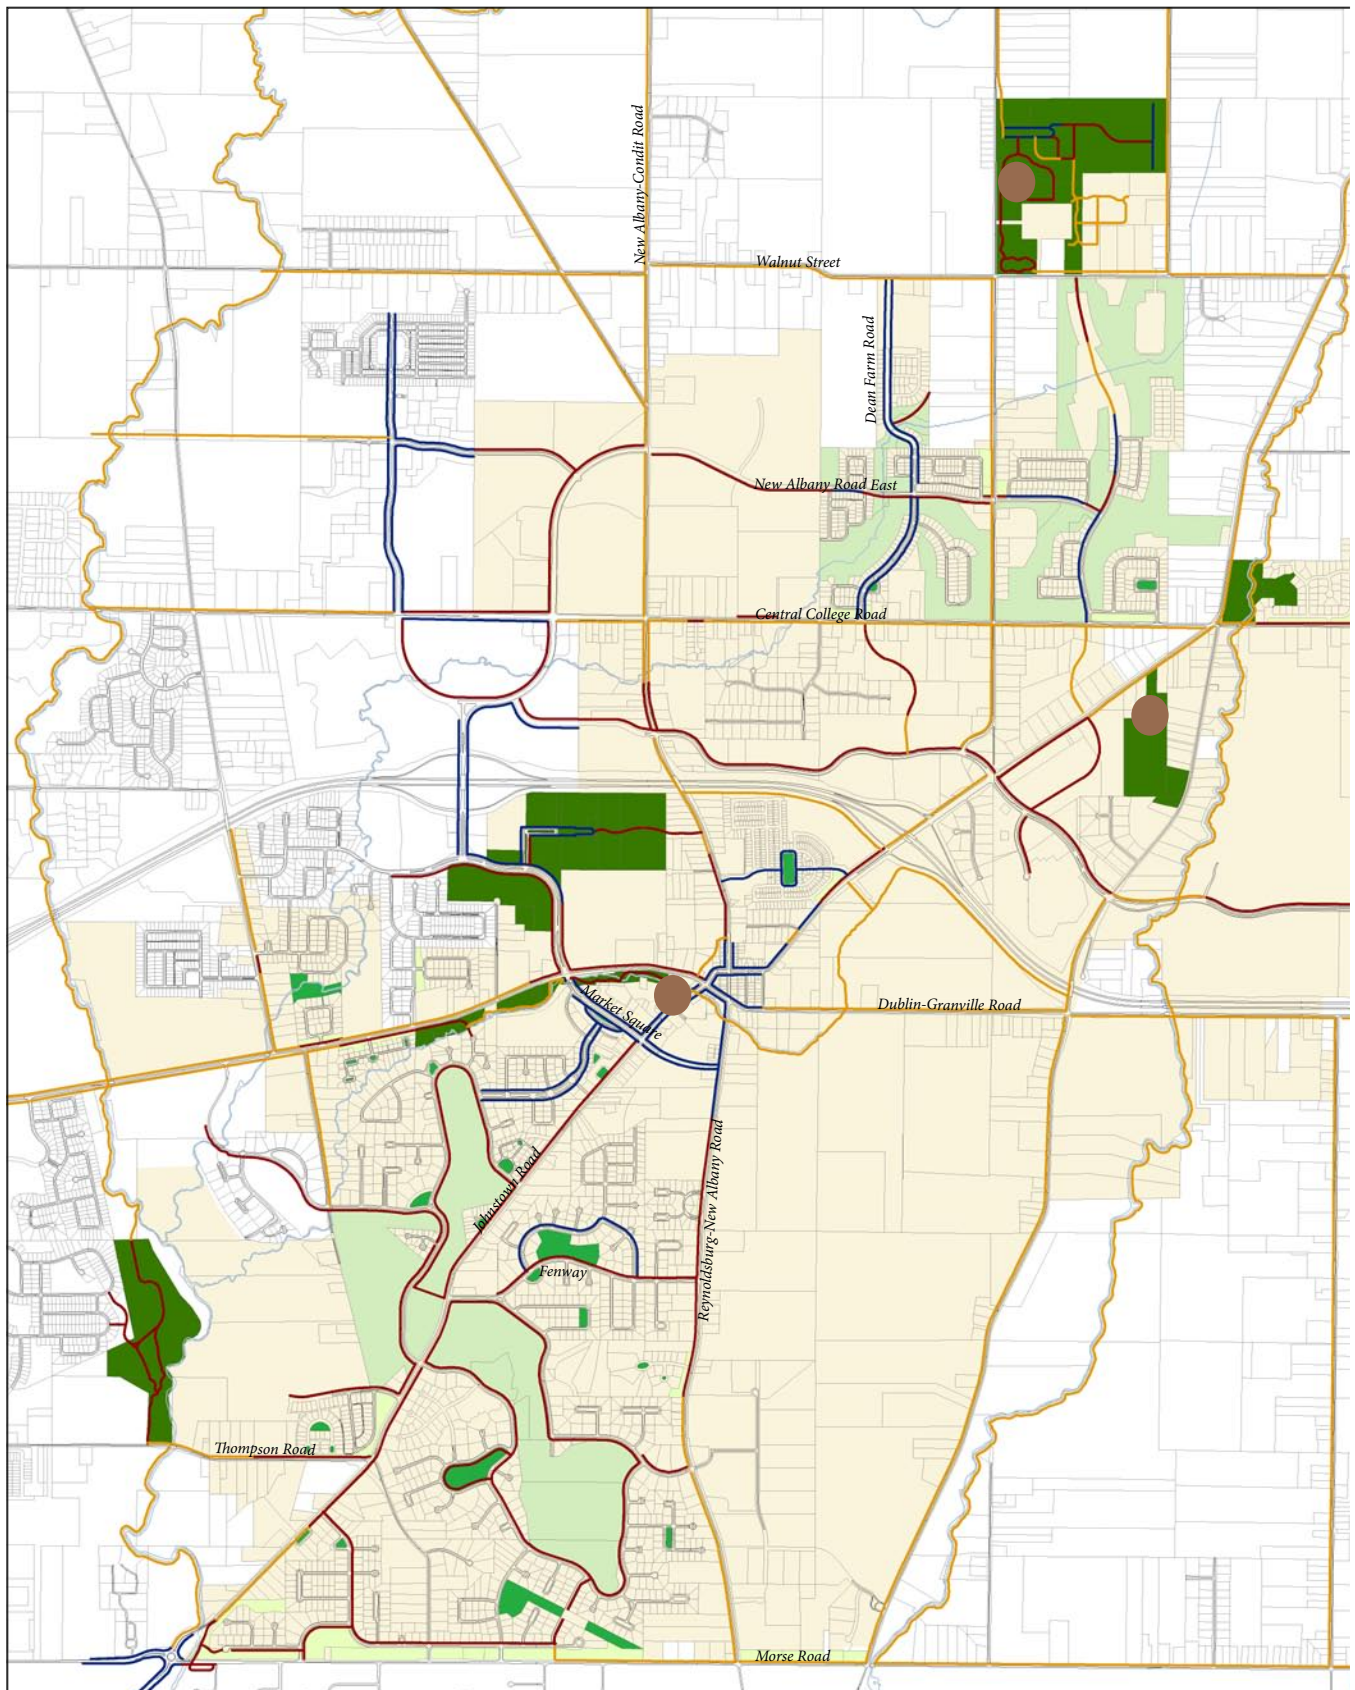 New Albany-Condit Road
Walnut Street
Dean Farm Road
New Albany Road East
Central College Road
Market Square
Dublin-Granville Road
Johnstown Road
Reynoldsburg-New Albany Road
Fenway
Thompson Road
Morse Road